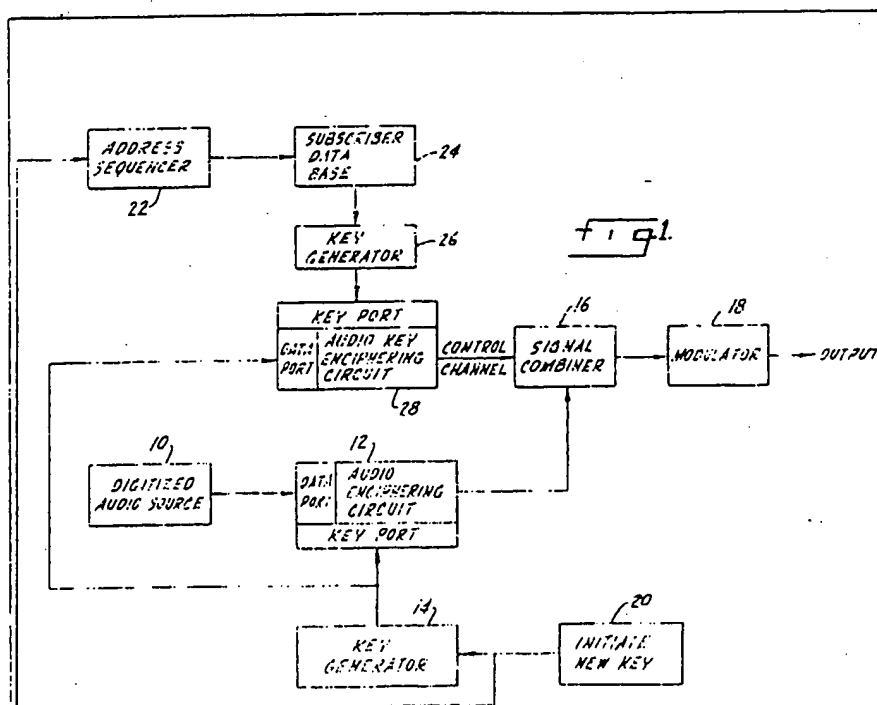 ADDRESS
SEQUENCER
22
SUBSCRIBER
DATA
BASE
24
KEY
GENERATOR
26
fig 1.
KEY PORT
DATA
PORT
AUDIO KEY
ENCIPHERING
CIRCUIT
28
CONTROL
CHANNEL
16
SIGNAL
COMBINER
18
MODULATOR
OUTPUT
10
DIGITIZED
AUDIO SOURCE
12
DATA
PORT
AUDIO
ENCIPHERING
CIRCUIT
KEY PORT
14
KEY
GENERATOR
20
INITIATE
NEW KEY